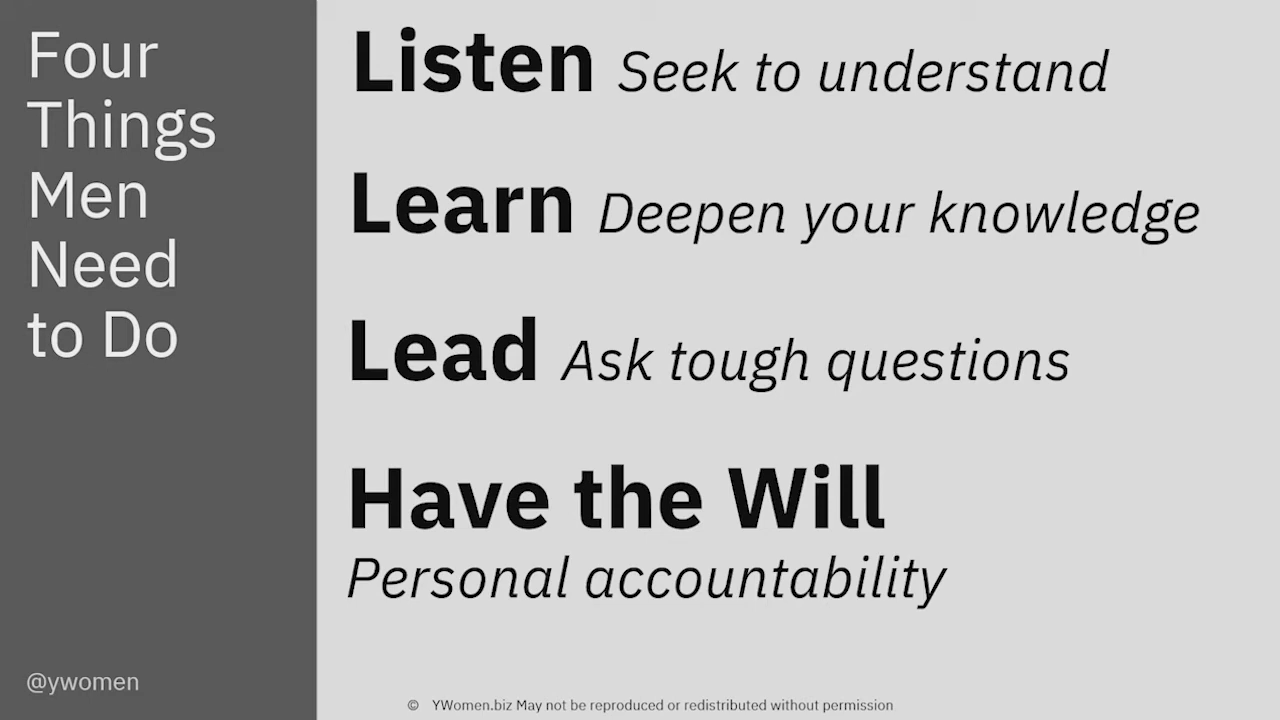 Four
Things
Men
Need
to Do
@ywomen
Listen Seek to understand
Learn Deepen your knowledge
Lead Ask tough questions
Have the Will
Personal accountability
© YWomen.biz May not be reproduced or redistributed without permission